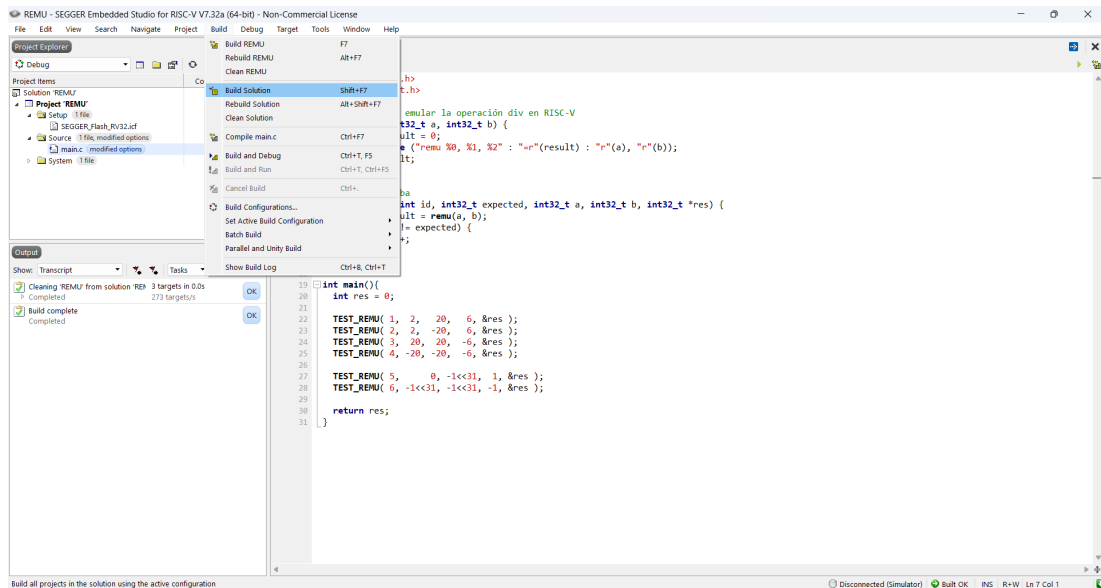 REMU - SEGGER Embedded Studio for RISC-V V7.32a (64-bit) - Non-Commercial License
File Edit View Search Navigate Project Build Debug Target Tools Window Help
Project Explorer
Debug
Project Items Co
Solution 'REMU'
Project 'REMU'
Setup 1 file
SEGGER_Flash_RV32.icf
Source 1 file, modified options
main.c modified options
System 1 file
Build REMU F7
Rebuild REMU Alt+F7
Clean REMU
Build Solution Shift+F7
Rebuild Solution Alt+Shift+F7
Clean Solution
Compile main.c Ctrl+F7
Build and Debug Ctrl+T, F5
Build and Run Ctrl+T, Ctrl+F5
Cancel Build Ctrl+.
Build Configurations...
Set Active Build Configuration
Batch Build
Parallel and Unity Build
Show Build Log Ctrl+B, Ctrl+T
Output
Show: Transcript Tasks
Cleaning 'REMU' from solution 'REM 3 targets in 0.0s
Completed 273 targets/s
OK
Build complete
Completed
OK
.h>
t.h>
emular la operación div en RISC-V
t32_t a, int32_t b) {
ult = 0;
e ("remu %0, %1, %2" : "=r"(result) : "r"(a), "r"(b));
lt;
ba
int id, int32_t expected, int32_t a, int32_t b, int32_t *res) {
ult = remu(a, b);
!= expected) {
+;
19 int main(){
20 int res = 0;
21
22 TEST_REMU( 1, 2, 20, 6, &res );
23 TEST_REMU( 2, 2, -20, 6, &res );
24 TEST_REMU( 3, 20, 20, -6, &res );
25 TEST_REMU( 4, -20, -20, -6, &res );
26
27 TEST_REMU( 5, 0, -1<<31, 1, &res );
28 TEST_REMU( 6, -1<<31, -1<<31, -1, &res );
29
30 return res;
31 }
Build all projects in the solution using the active configuration
Disconnected (Simulator) Built OK INS R+W Ln 7 Col 1